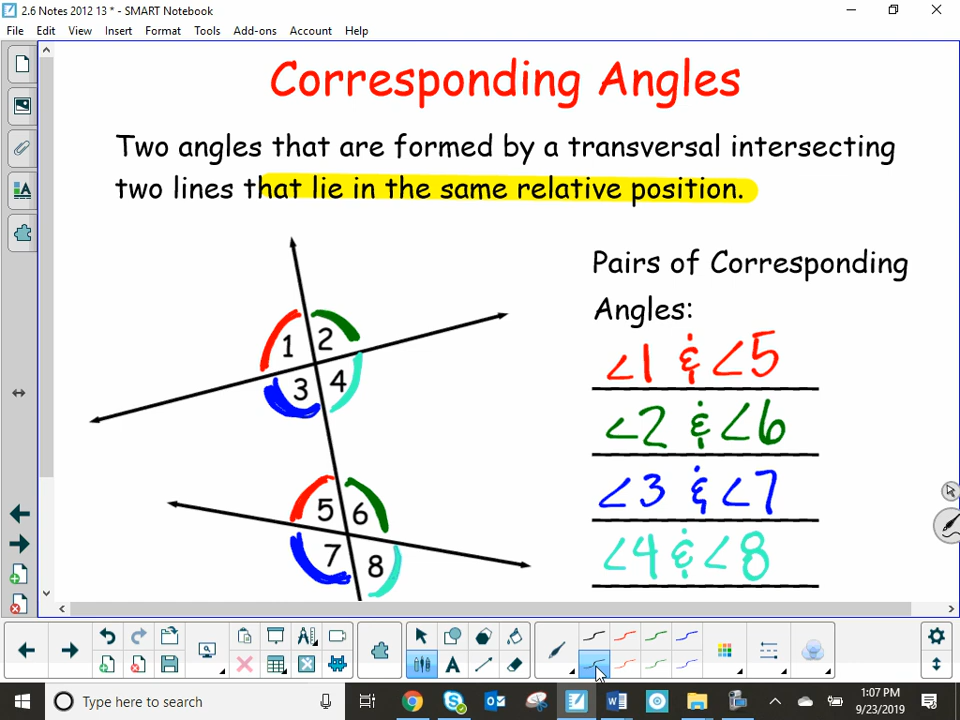 2.6 Notes 2012 13 * - SMART Notebook
File Edit View Insert Format Tools Add-ons Account Help
Corresponding Angles
Two angles that are formed by a transversal intersecting
two lines that lie in the same relative position.
Pairs of Corresponding
Angles:
1 2
3 4
5 6
7 8
∠1 & ∠5
∠2 & ∠6
∠3 & ∠7
∠4 & ∠8
Type here to search
1:07 PM
9/23/2019